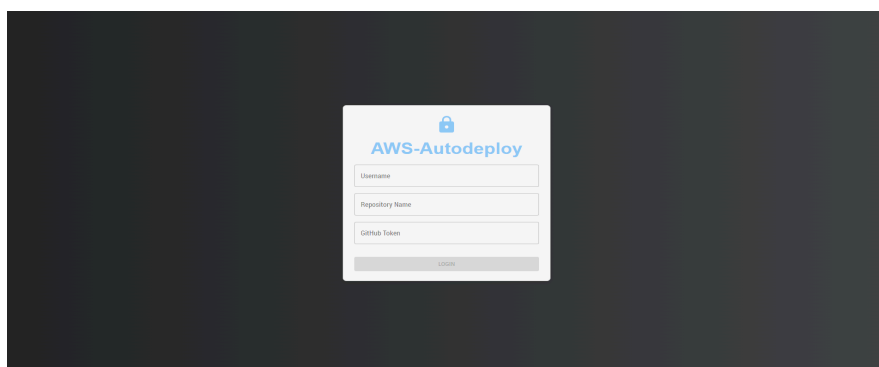 AWS-Autodeploy
Username
Repository Name
GitHub Token
LOGIN